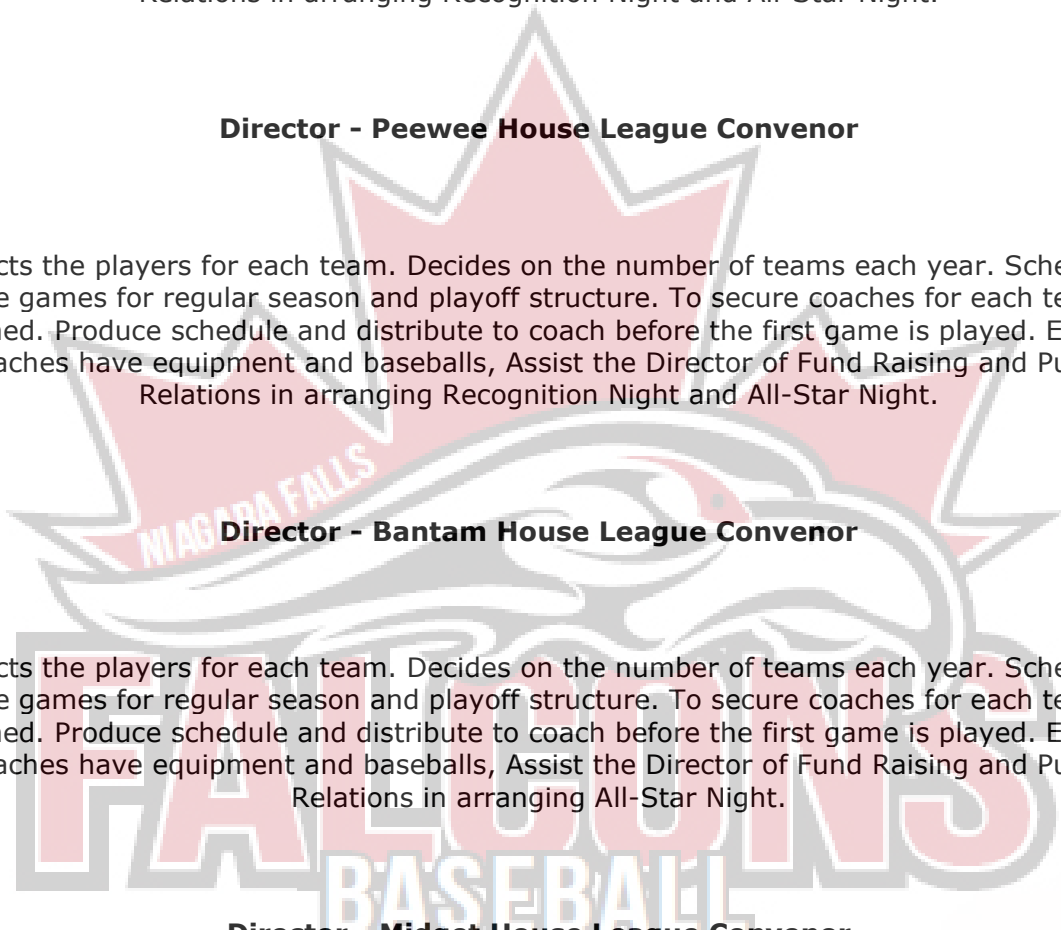 Relations in arranging Recognition Night and All-Star Night.
Director - Peewee House League Convenor
cts the players for each team. Decides on the number of teams each year. Sche
e games for regular season and playoff structure. To secure coaches for each te
ed. Produce schedule and distribute to coach before the first game is played. E
aches have equipment and baseballs, Assist the Director of Fund Raising and Pu
Relations in arranging Recognition Night and All-Star Night.
NIAGARA FALLS
Director - Bantam House League Convenor
cts the players for each team. Decides on the number of teams each year. Sche
e games for regular season and playoff structure. To secure coaches for each te
ed. Produce schedule and distribute to coach before the first game is played. E
aches have equipment and baseballs, Assist the Director of Fund Raising and Pu
Relations in arranging All-Star Night.
FALCONS
BASEBALL
Director - Midget House League Convenor